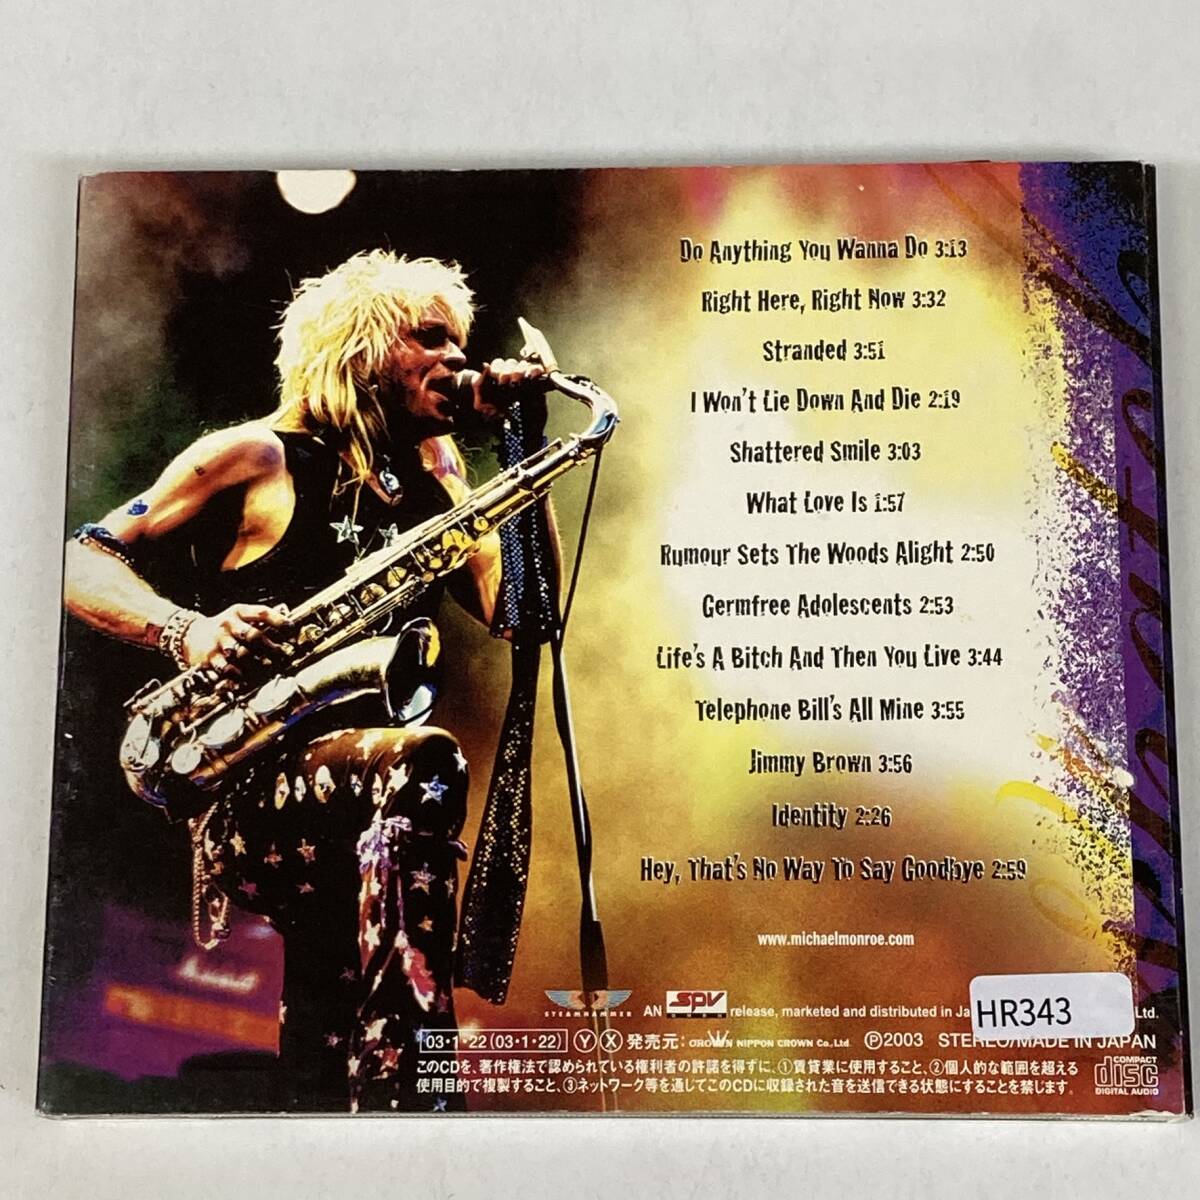 Do Anything You Wanna Do 3:13
Right Here, Right Now 3:32
Stranded 3:51
I Won't Lie Down And Die 2:19
Shattered Smile 3:03
What Love Is 1:57
Rumour Sets The Woods Alight 2:50
Germfree Adolescents 2:53
Life's A Bitch And Then You Live 3:44
Telephone Bill's All Mine 3:55
Jimmy Brown 3:56
Identity 2:26
Hey, That's No Way To Say Goodbye 2:59
www.michaelmonroe.com
STEAMHAMMER AN SPV release, marketed and distributed in Ja Ltd.
HR343
03・1・22 (03・1・22) Ⓨ Ⓧ 発売元: CROWN NIPPON CROWN Co., Ltd. Ⓟ2003 STEREO/MADE IN JAPAN
このCDを、著作権法で認められている権利者の許諾を得ずに、①賃貸業に使用すること、②個人的な範囲を超える
使用目的で複製すること、③ネットワーク等を通じてこのCDに収録された音を送信できる状態にすることを禁じます。
COMPACT
disc
DIGITAL AUDIO